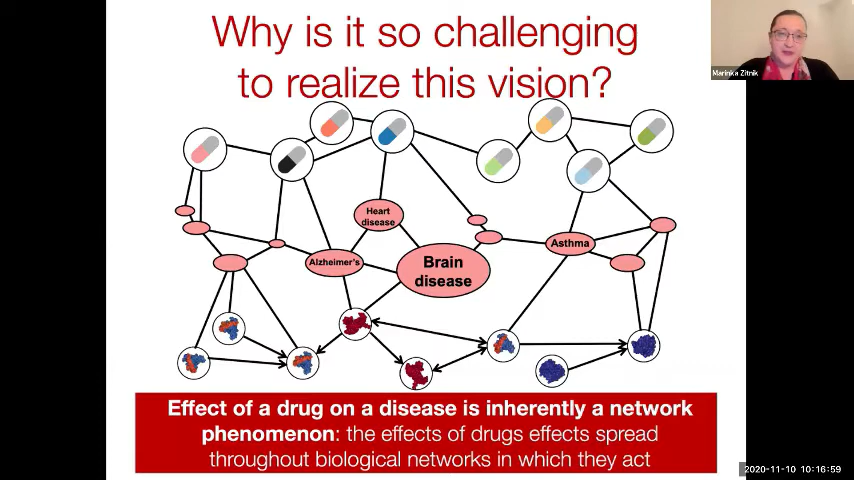 Why is it so challenging
to realize this vision?
Marinka Zitnik
Heart
disease
Alzheimer's
Brain
disease
Asthma
Effect of a drug on a disease is inherently a network
phenomenon: the effects of drugs effects spread
throughout biological networks in which they act
2020-11-10 10:16:59